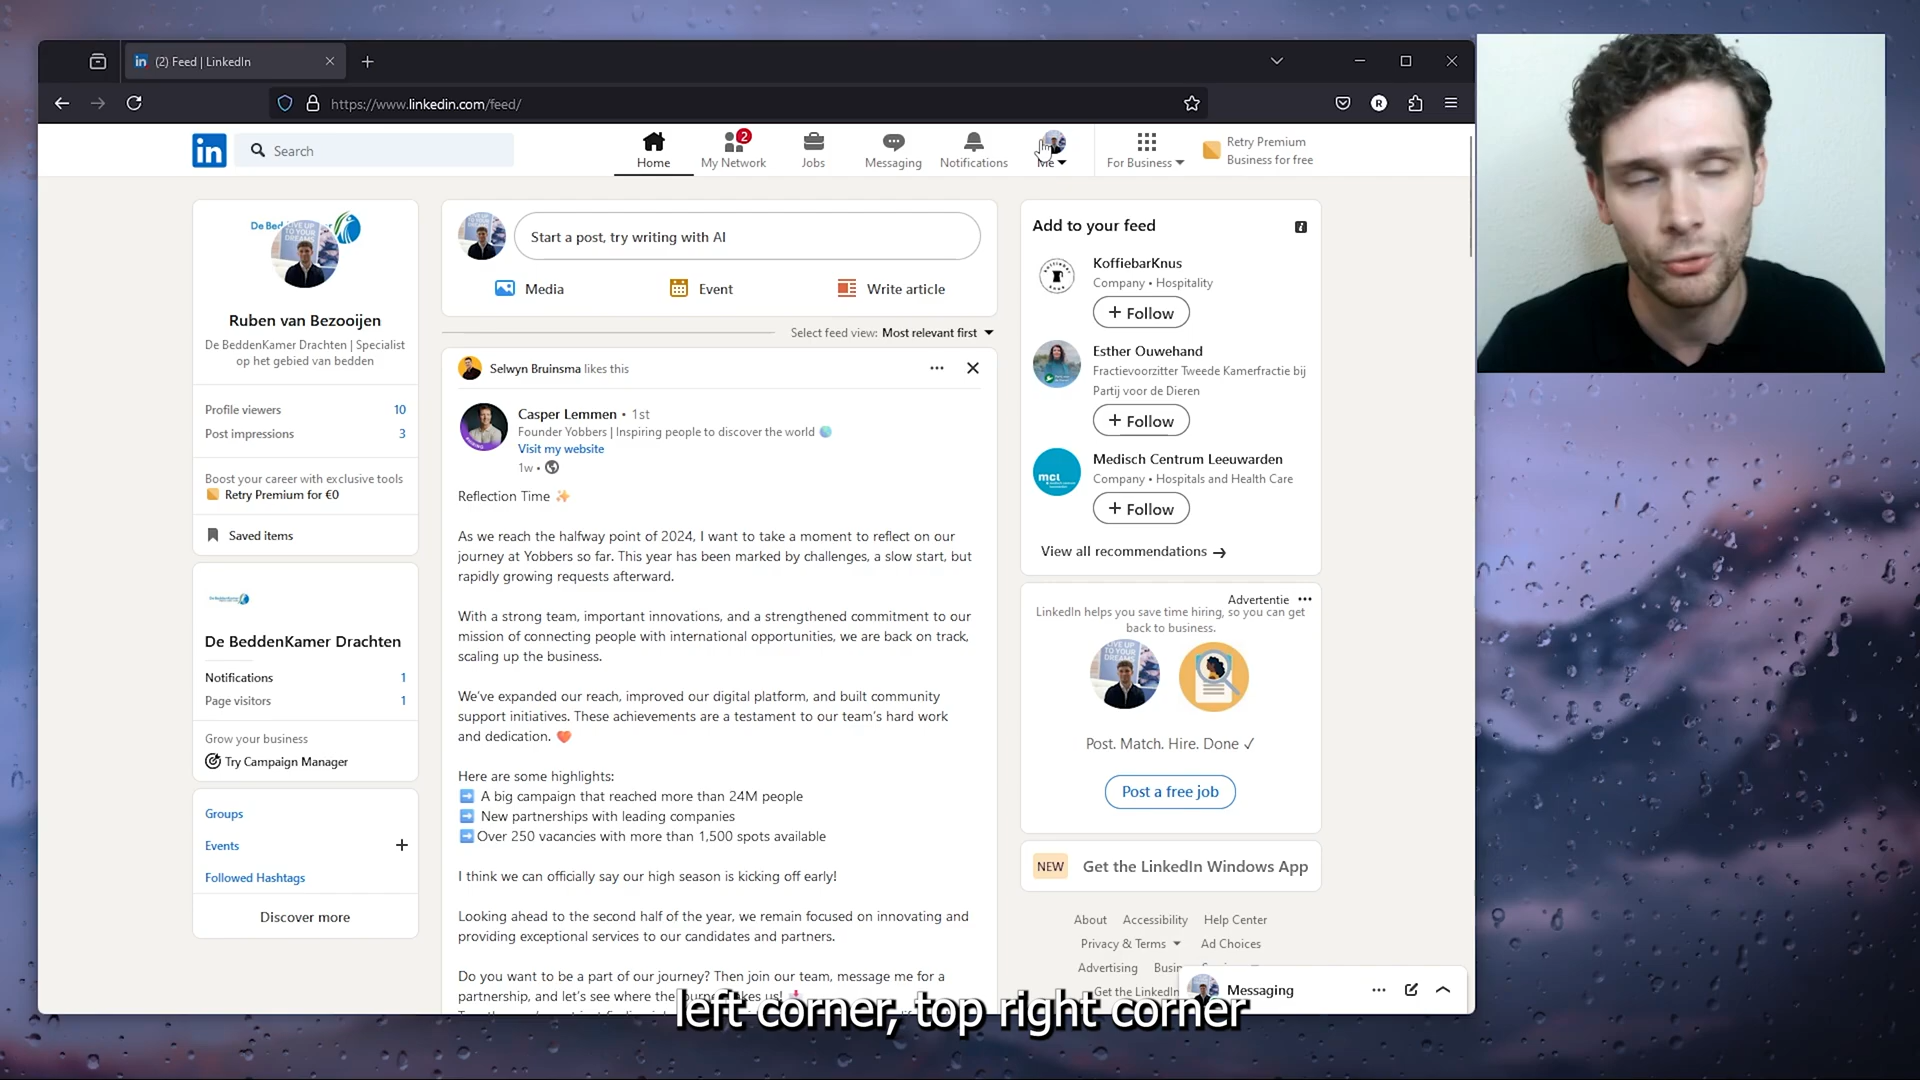 (2) Feed | LinkedIn
https://www.linkedin.com/feed/
in
Search
Home
2
My Network
Jobs
Messaging
Notifications
Me
For Business
Retry Premium
Business for free
Ruben van Bezooijen
De BeddenKamer Drachten | Specialist
op het gebied van bedden
Profile viewers 10
Post impressions 3
Boost your career with exclusive tools
Retry Premium for €0
Saved items
De BeddenKamer Drachten
Notifications 1
Page visitors 1
Grow your business
Try Campaign Manager
Groups
Events
Followed Hashtags
Discover more
Start a post, try writing with AI
Media
Event
Write article
Select feed view: Most relevant first
Selwyn Bruinsma likes this
Casper Lemmen • 1st
Founder Yobbers | Inspiring people to discover the world
Visit my website
1w •
Reflection Time ✨
As we reach the halfway point of 2024, I want to take a moment to reflect on our
journey at Yobbers so far. This year has been marked by challenges, a slow start, but
rapidly growing requests afterward.
With a strong team, important innovations, and a strengthened commitment to our
mission of connecting people with international opportunities, we are back on track,
scaling up the business.
We've expanded our reach, improved our digital platform, and built community
support initiatives. These achievements are a testament to our team's hard work
and dedication. ❤️
Here are some highlights:
➡️ A big campaign that reached more than 24M people
➡️ New partnerships with leading companies
➡️ Over 250 vacancies with more than 1,500 spots available
I think we can officially say our high season is kicking off early!
Looking ahead to the second half of the year, we remain focused on innovating and
providing exceptional services to our candidates and partners.
Do you want to be a part of our journey? Then join our team, message me for a
partnership, and let's see where the
Add to your feed
KoffiebarKnus
Company • Hospitality
+ Follow
Esther Ouwehand
Fractievoorzitter Tweede Kamerfractie bij
Partij voor de Dieren
+ Follow
mcl
Medisch Centrum Leeuwarden
Company • Hospitals and Health Care
+ Follow
View all recommendations →
Advertentie
LinkedIn helps you save time hiring, so you can get
back to business.
Post. Match. Hire. Done ✓
Post a free job
NEW Get the LinkedIn Windows App
About Accessibility Help Center
Privacy & Terms Ad Choices
Advertising
Get the LinkedIn
Messaging
left corner, top right corner